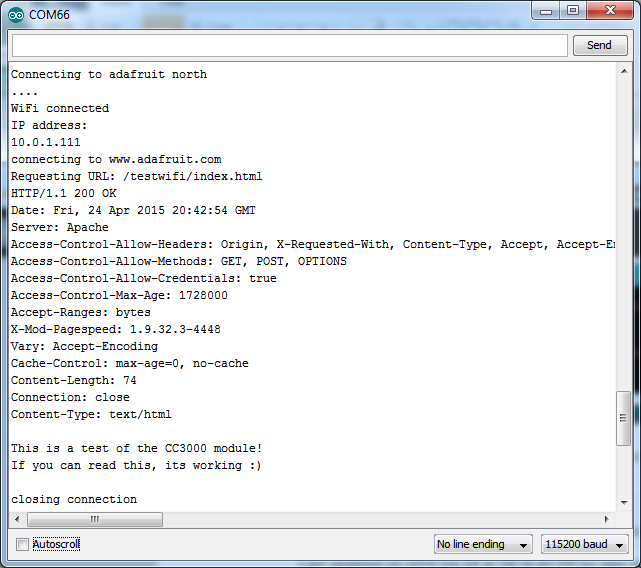 COM66
Send
Connecting to adafruit north
....
WiFi connected
IP address:
10.0.1.111
connecting to www.adafruit.com
Requesting URL: /testwifi/index.html
HTTP/1.1 200 OK
Date: Fri, 24 Apr 2015 20:42:54 GMT
Server: Apache
Access-Control-Allow-Headers: Origin, X-Requested-With, Content-Type, Accept, Accept-En
Access-Control-Allow-Methods: GET, POST, OPTIONS
Access-Control-Allow-Credentials: true
Access-Control-Max-Age: 1728000
Accept-Ranges: bytes
X-Mod-Pagespeed: 1.9.32.3-4448
Vary: Accept-Encoding
Cache-Control: max-age=0, no-cache
Content-Length: 74
Connection: close
Content-Type: text/html

This is a test of the CC3000 module!
If you can read this, its working :)

closing connection
Autoscroll
No line ending
115200 baud